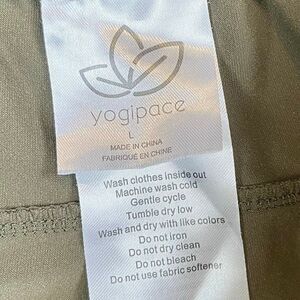 yogipace
L
MADE IN CHINA
FABRIQUÉ EN CHINE
Wash clothes inside out
Machine wash cold
Gentle cycle
Tumble dry low
Wash and dry with like colors
Do not iron
Do not dry clean
Do not bleach
Do not use fabric softener